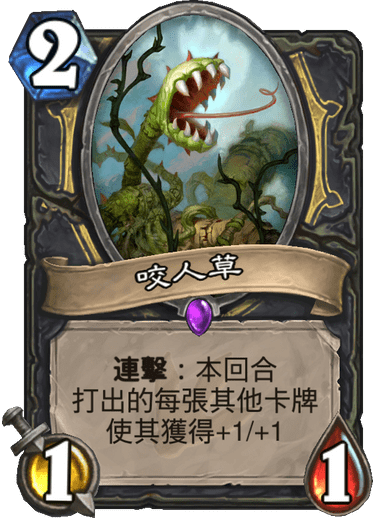 2
咬人草
連擊：本回合
打出的每張其他卡牌
使其獲得+1/+1
1
1